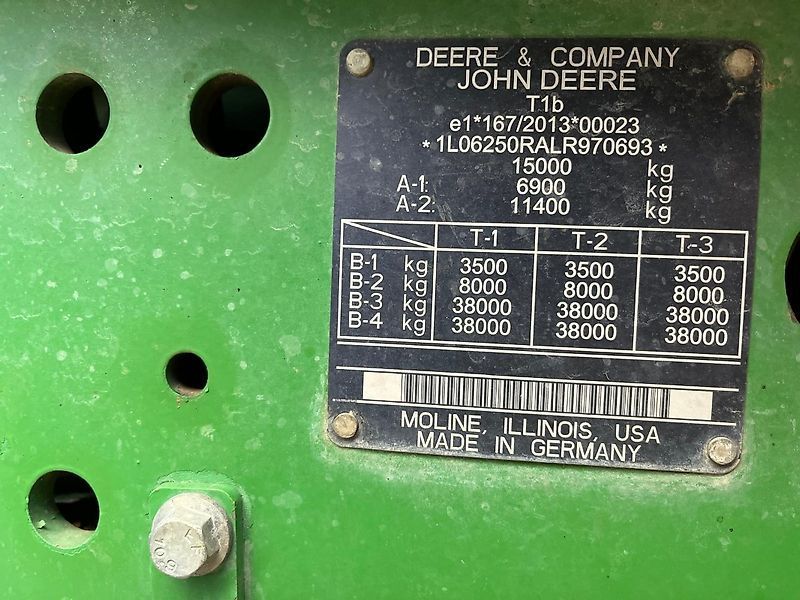 DEERE & COMPANY
JOHN DEERE
T1b
e1*167/2013*00023
*1L06250RALR970693*
15000 kg
A-1: 6900 kg
A-2: 11400 kg
T-1 T-2 T-3
B-1 kg 3500 3500 3500
B-2 kg 8000 8000 8000
B-3 kg 38000 38000 38000
B-4 kg 38000 38000 38000
MOLINE, ILLINOIS, USA
MADE IN GERMANY
10.9